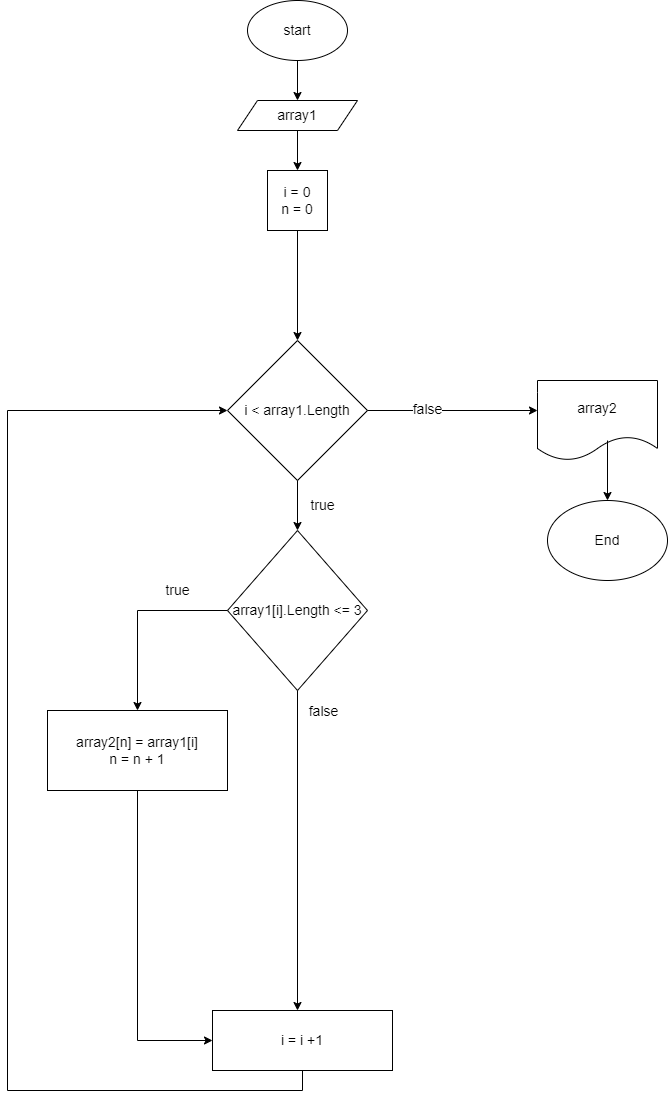 start
array1
i = 0
n = 0
i < array1.Length
false
array2
true
End
true
array1[i].Length <= 3
false
array2[n] = array1[i]
n = n + 1
i = i +1